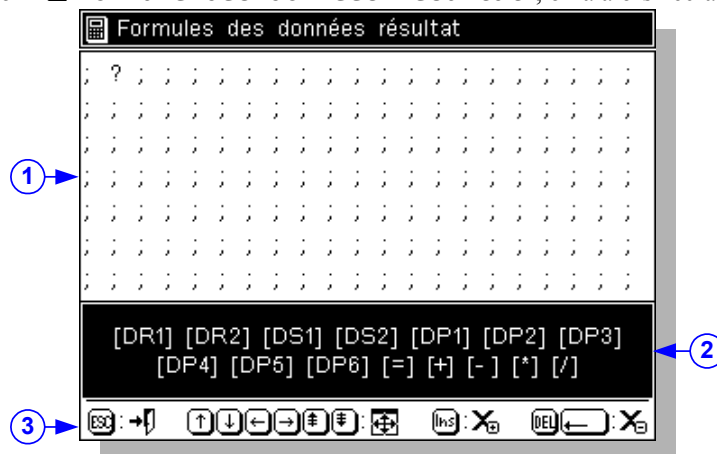 Formules des données résultat
; ? ; ; ; ; ; ; ; ; ; ; ; ; ; ; ; ; ; ; ;
; ; ; ; ; ; ; ; ; ; ; ; ; ; ; ; ; ; ; ; ;
; ; ; ; ; ; ; ; ; ; ; ; ; ; ; ; ; ; ; ; ;
1
; ; ; ; ; ; ; ; ; ; ; ; ; ; ; ; ; ; ; ; ;
; ; ; ; ; ; ; ; ; ; ; ; ; ; ; ; ; ; ; ; ;
; ; ; ; ; ; ; ; ; ; ; ; ; ; ; ; ; ; ; ; ;
; ; ; ; ; ; ; ; ; ; ; ; ; ; ; ; ; ; ; ; ;
[DR1] [DR2] [DS1] [DS2] [DP1] [DP2] [DP3]
2
[DP4] [DP5] [DP6] [=] [+] [-] [*] [/]
3
ESC : ↑ ↓ ← → : Ins : DEL ← :